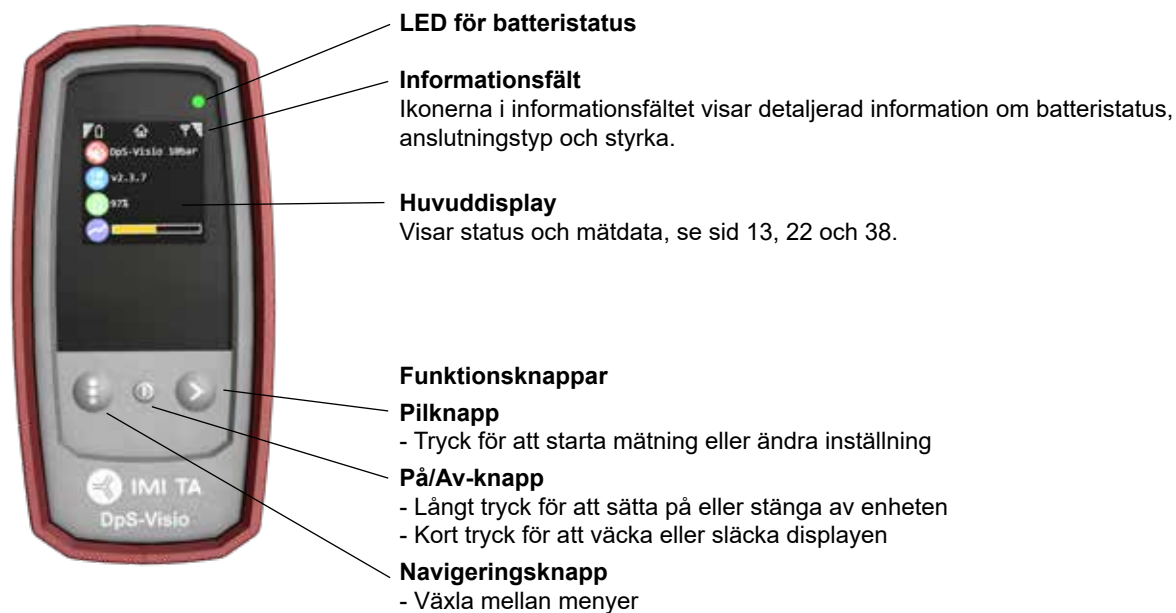 LED för batteristatus
Informationsfält
Ikonerna i informationsfältet visar detaljerad information om batteristatus,
anslutningstyp och styrka.
DpS-Visio 10bar
v2.3.7
97%
Huvuddisplay
Visar status och mätdata, se sid 13, 22 och 38.
Funktionsknappar
Pilknapp
- Tryck för att starta mätning eller ändra inställning
På/Av-knapp
- Långt tryck för att sätta på eller stänga av enheten
- Kort tryck för att väcka eller släcka displayen
Navigeringsknapp
- Växla mellan menyer
IMI TA
DpS-Visio